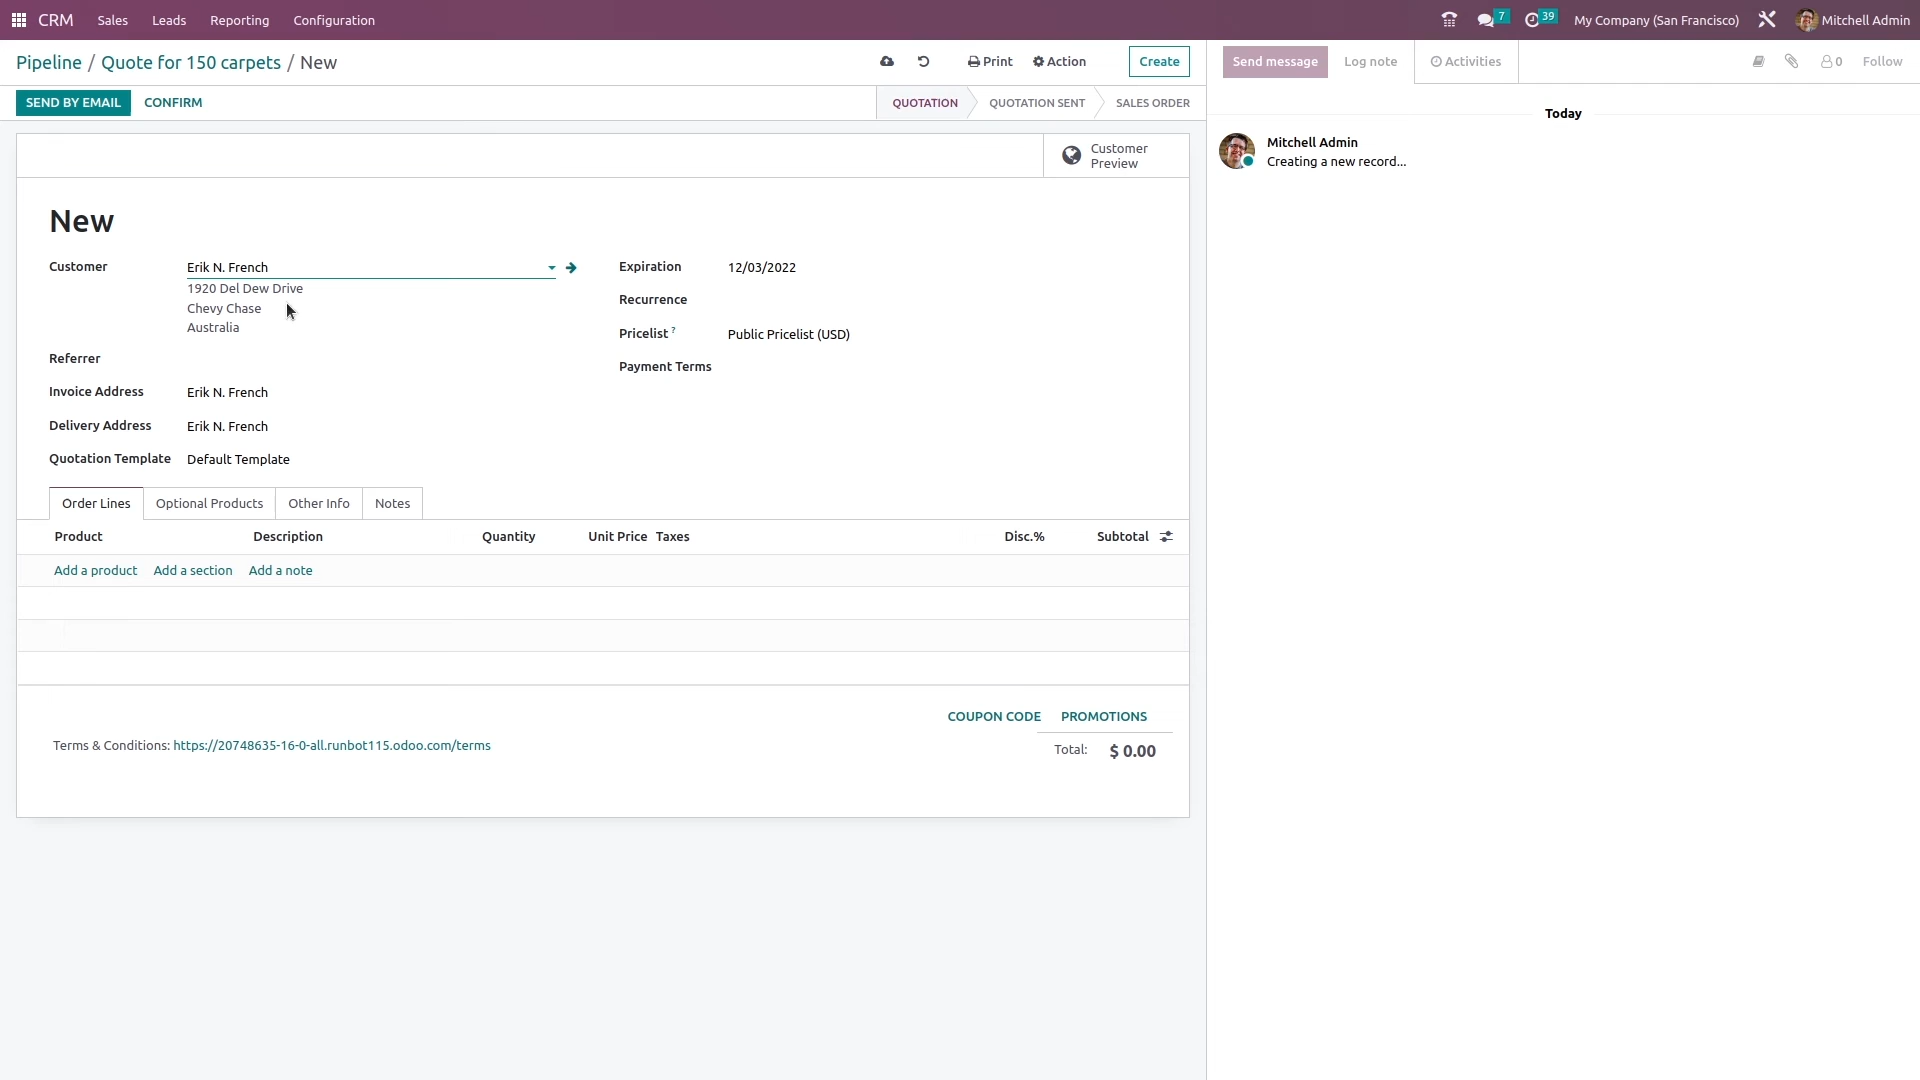 CRM Sales Leads Reporting Configuration 7 39 My Company (San Francisco) Mitchell Admin
Pipeline / Quote for 150 carpets / New Print Action Create
Send message Log note Activities 0 Follow
SEND BY EMAIL CONFIRM QUOTATION QUOTATION SENT SALES ORDER
Today
Mitchell Admin
Creating a new record...
Customer
Preview
New
Customer Erik N. French
1920 Del Dew Drive
Chevy Chase
Australia
Referrer
Invoice Address Erik N. French
Delivery Address Erik N. French
Quotation Template Default Template
Expiration 12/03/2022
Recurrence
Pricelist ? Public Pricelist (USD)
Payment Terms
Order Lines Optional Products Other Info Notes
Product Description Quantity Unit Price Taxes Disc.% Subtotal
Add a product Add a section Add a note
COUPON CODE PROMOTIONS
Terms & Conditions: https://20748635-16-0-all.runbot115.odoo.com/terms
Total: $ 0.00